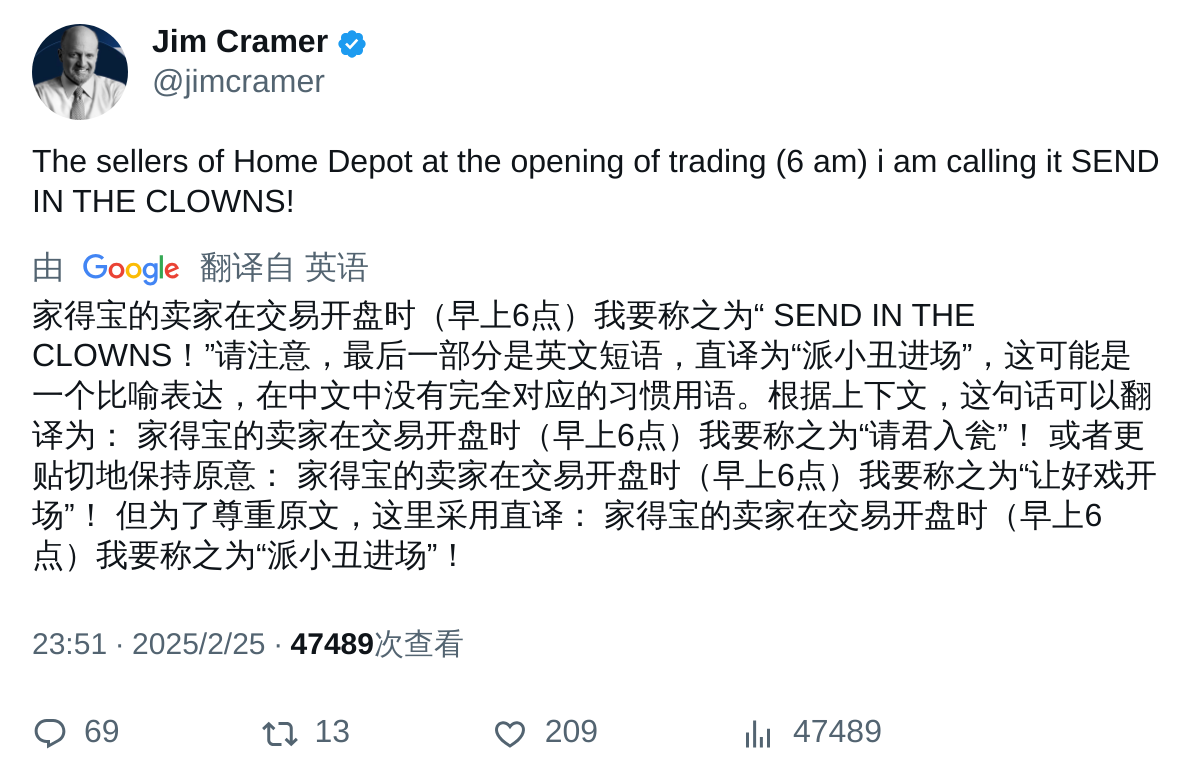 Jim Cramer
@jimcramer
The sellers of Home Depot at the opening of trading (6 am) i am calling it SEND
IN THE CLOWNS!
由 Google 翻译自 英语
家得宝的卖家在交易开盘时（早上6点）我要称之为“ SEND IN THE
CLOWNS！”请注意，最后一部分是英文短语，直译为“派小丑进场”，这可能是
一个比喻表达，在中文中没有完全对应的习惯用语。根据上下文，这句话可以翻
译为： 家得宝的卖家在交易开盘时（早上6点）我要称之为“请君入瓮”！ 或者更
贴切地保持原意： 家得宝的卖家在交易开盘时（早上6点）我要称之为“让好戏开
场”！ 但为了尊重原文，这里采用直译： 家得宝的卖家在交易开盘时（早上6
点）我要称之为“派小丑进场”！
23:51 · 2025/2/25 · 47489次查看
69 13 209 47489